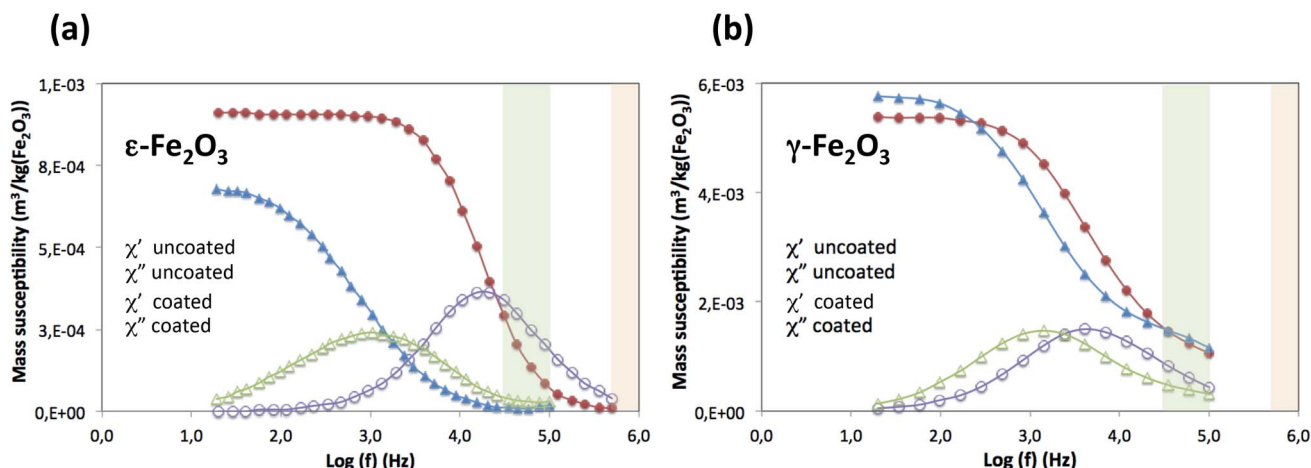 (a)
(b)
Mass susceptibility (m³/kg(Fe₂O₃))
1,E-03
8,E-04
5,E-04
3,E-04
0,E+00
ε-Fe₂O₃
χ’ uncoated
χ’’ uncoated
χ’ coated
χ’’ coated
0,0 1,0 2,0 3,0 4,0 5,0 6,0
Log (f) (Hz)
Mass susceptibility (m³/kg(Fe₂O₃))
6,E-03
4,E-03
2,E-03
0,E+00
γ-Fe₂O₃
χ’ uncoated
χ’’ uncoated
χ’ coated
χ’’ coated
0,0 1,0 2,0 3,0 4,0 5,0 6,0
Log (f) (Hz)